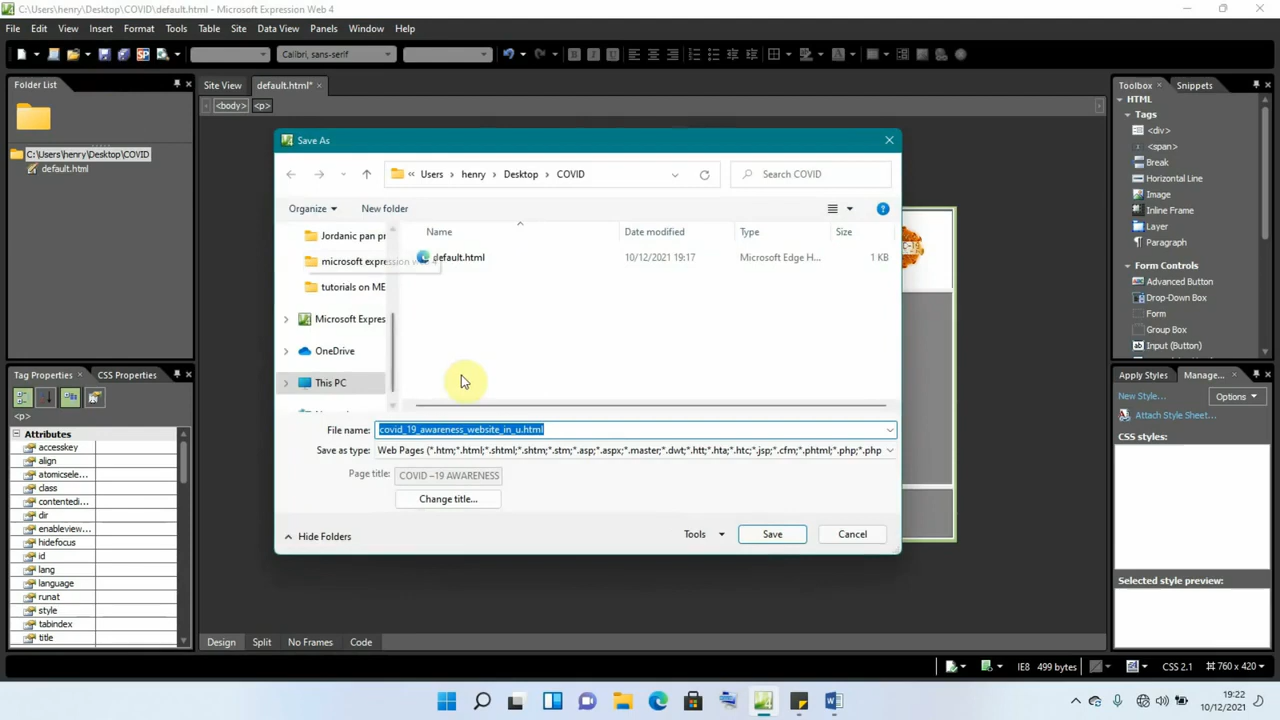 C:\Users\henry\Desktop\COVID\default.html - Microsoft Expression Web 4
File Edit View Insert Format Tools Table Site Data View Panels Window Help
Calibri, sans-serif
Folder List
C:\Users\henry\Desktop\COVID
default.html
Site View default.html*
<body> <p>
Save As
Users henry Desktop COVID
Search COVID
Organize New folder
Name Date modified Type Size
Jordanic pan pr
microsoft expression
tutorials on ME
Microsoft Expres
OneDrive
This PC
default.html 10/12/2021 19:17 Microsoft Edge H... 1 KB
File name: covid_19_awareness_website_in_u.html
Save as type: Web Pages (*.htm;*.html;*.shtml;*.shtm;*.stm;*.asp;*.aspx;*.master;*.dwt;*.htt;*.hta;*.htc;*.jsp;*.cfm;*.phtml;*.php;*.php
Page title: COVID –19 AWARENESS
Change title...
Hide Folders Tools Save Cancel
Toolbox Snippets
HTML
Tags
<div>
<span>
Break
Horizontal Line
Image
Inline Frame
Layer
Paragraph
Form Controls
Advanced Button
Drop-Down Box
Form
Group Box
Input (Button)
Tag Properties CSS Properties
<p>
Attributes
accesskey
align
atomicselec...
class
contentedi...
dir
enableview...
hidefocus
id
lang
language
runat
style
tabindex
title
Apply Styles Manage...
New Style... Options
Attach Style Sheet...
CSS styles:
Selected style preview:
Design Split No Frames Code
IE8 499 bytes CSS 2.1 760 x 420
19:22
10/12/2021